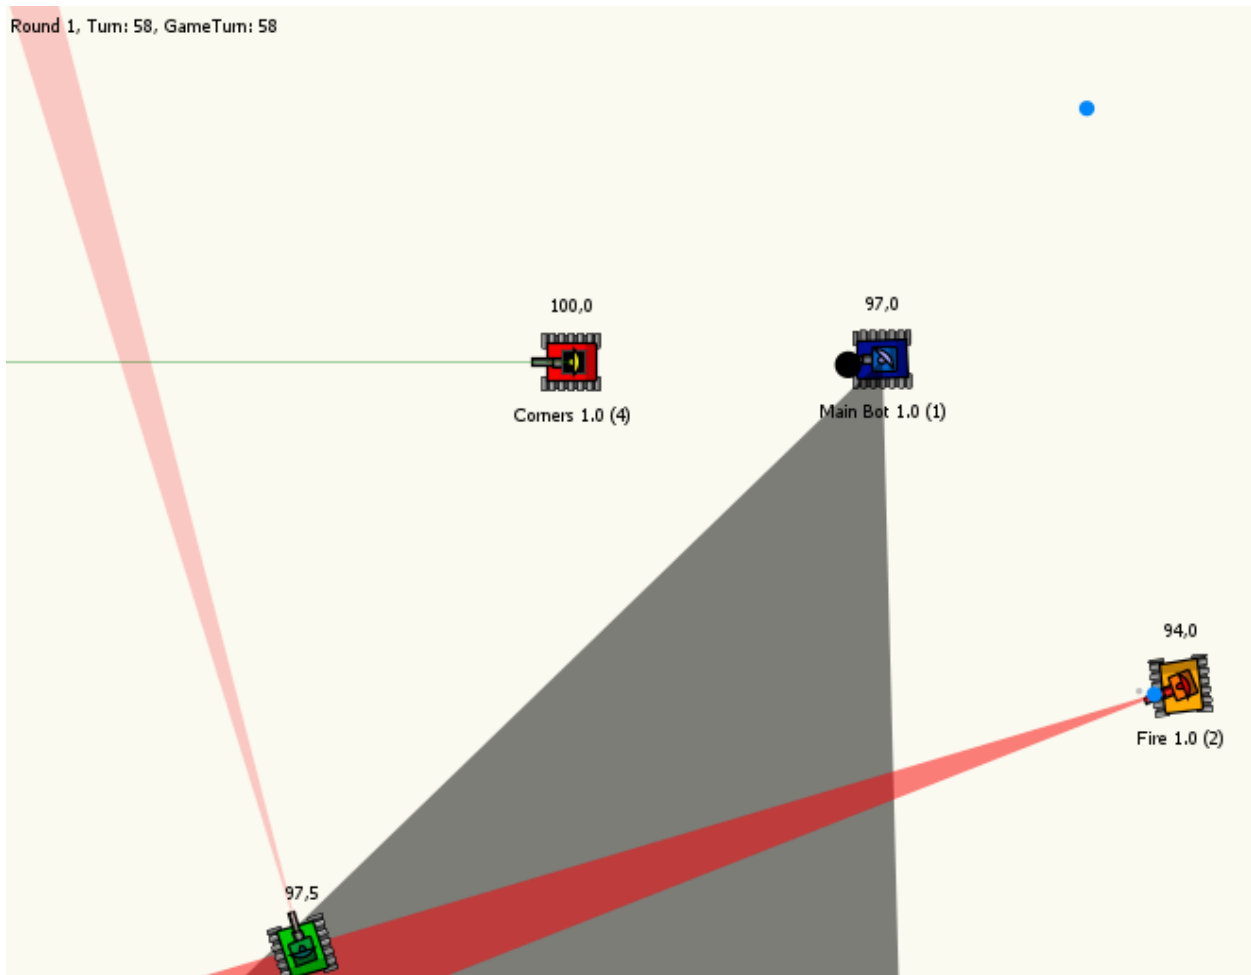 Round 1, Turn: 58, GameTurn: 58
100,0
97,0
Corners 1.0 (4)
Main Bot 1.0 (1)
94,0
Fire 1.0 (2)
97,5